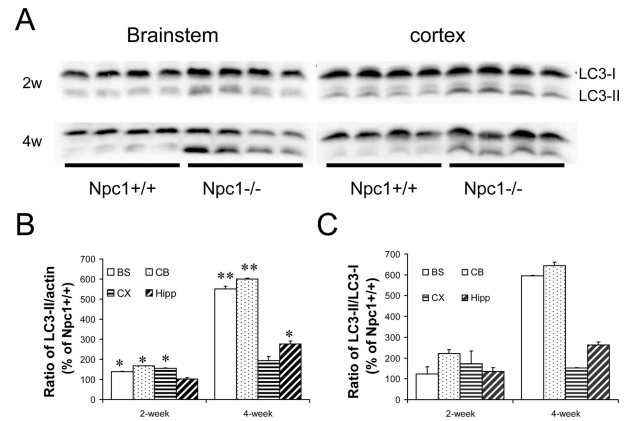 A
Brainstem cortex
2w
LC3-I
LC3-II
4w
Npc1+/+ Npc1-/- Npc1+/+ Npc1-/-
B
Ratio of LC3-II/actin
(% of Npc1+/+)
700
600
500
400
300
200
100
0
BS CB
CX Hipp
* * * ** ** *
2-week 4-week
C
Ratio of LC3-II/LC3-I
(% of Npc1+/+)
700
600
500
400
300
200
100
0
BS CB
CX Hipp
2-week 4-week